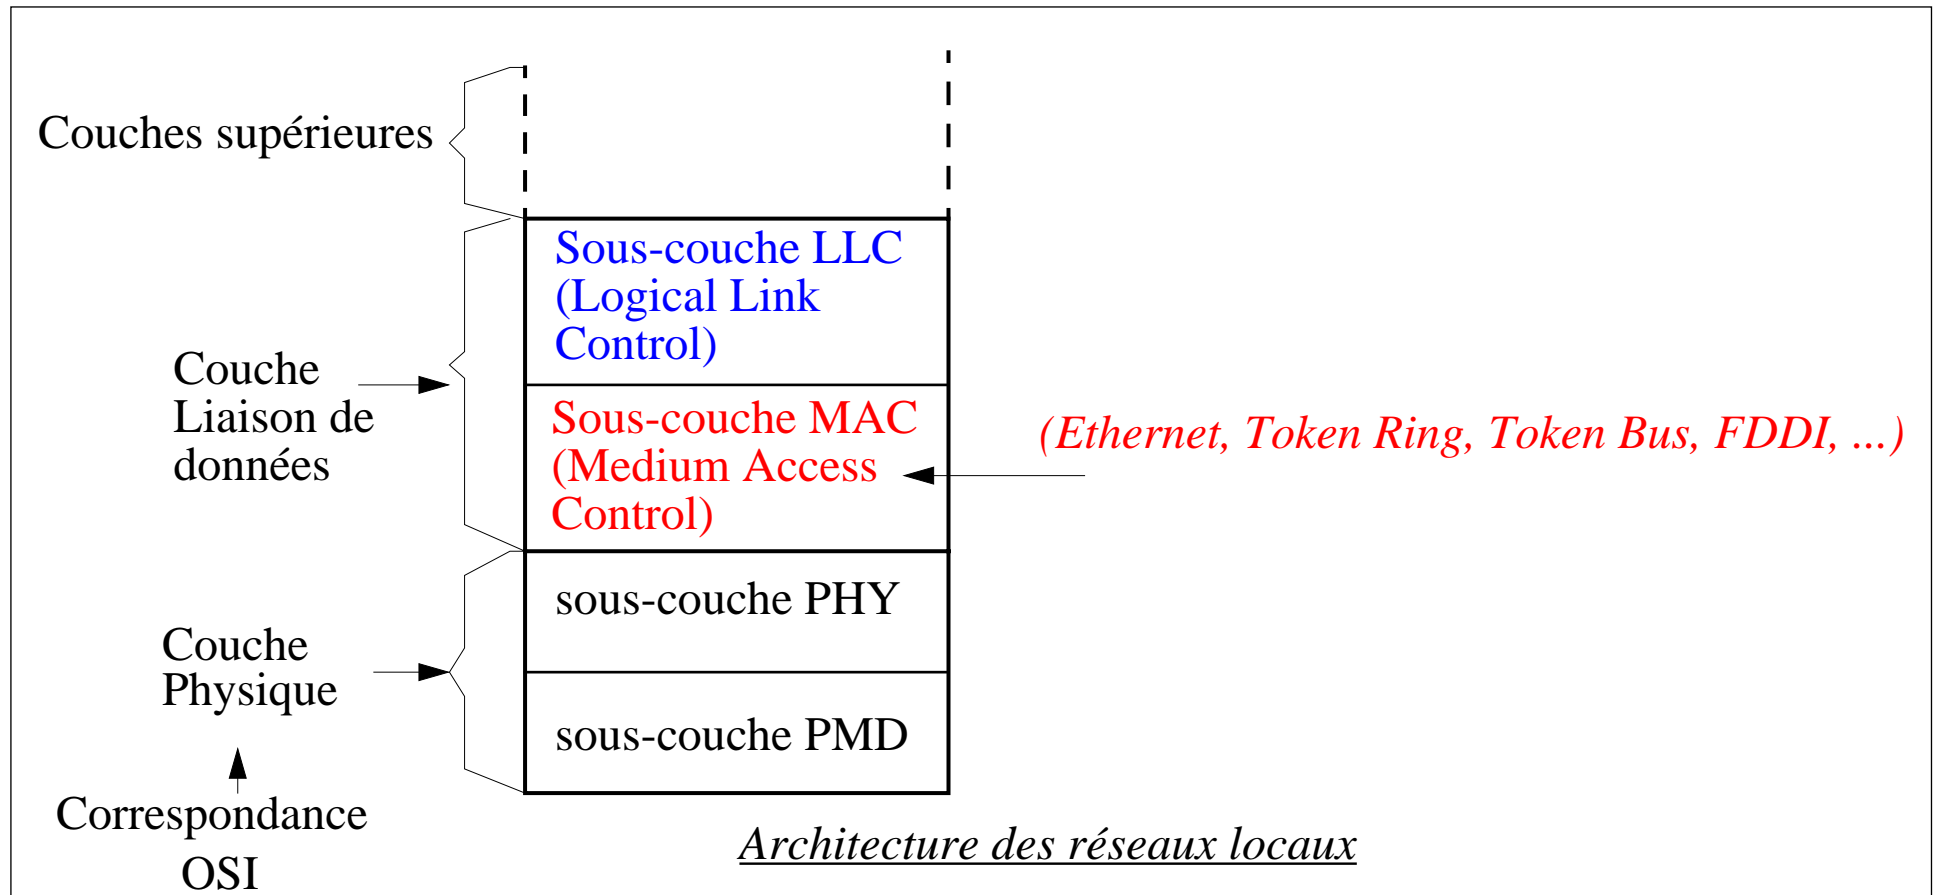 Couches supérieures
Sous-couche LLC
(Logical Link
Control)
Couche
Liaison de
données
Sous-couche MAC
(Medium Access
Control)
(Ethernet, Token Ring, Token Bus, FDDI, ...)
sous-couche PHY
Couche
Physique
sous-couche PMD
Correspondance
OSI
Architecture des réseaux locaux